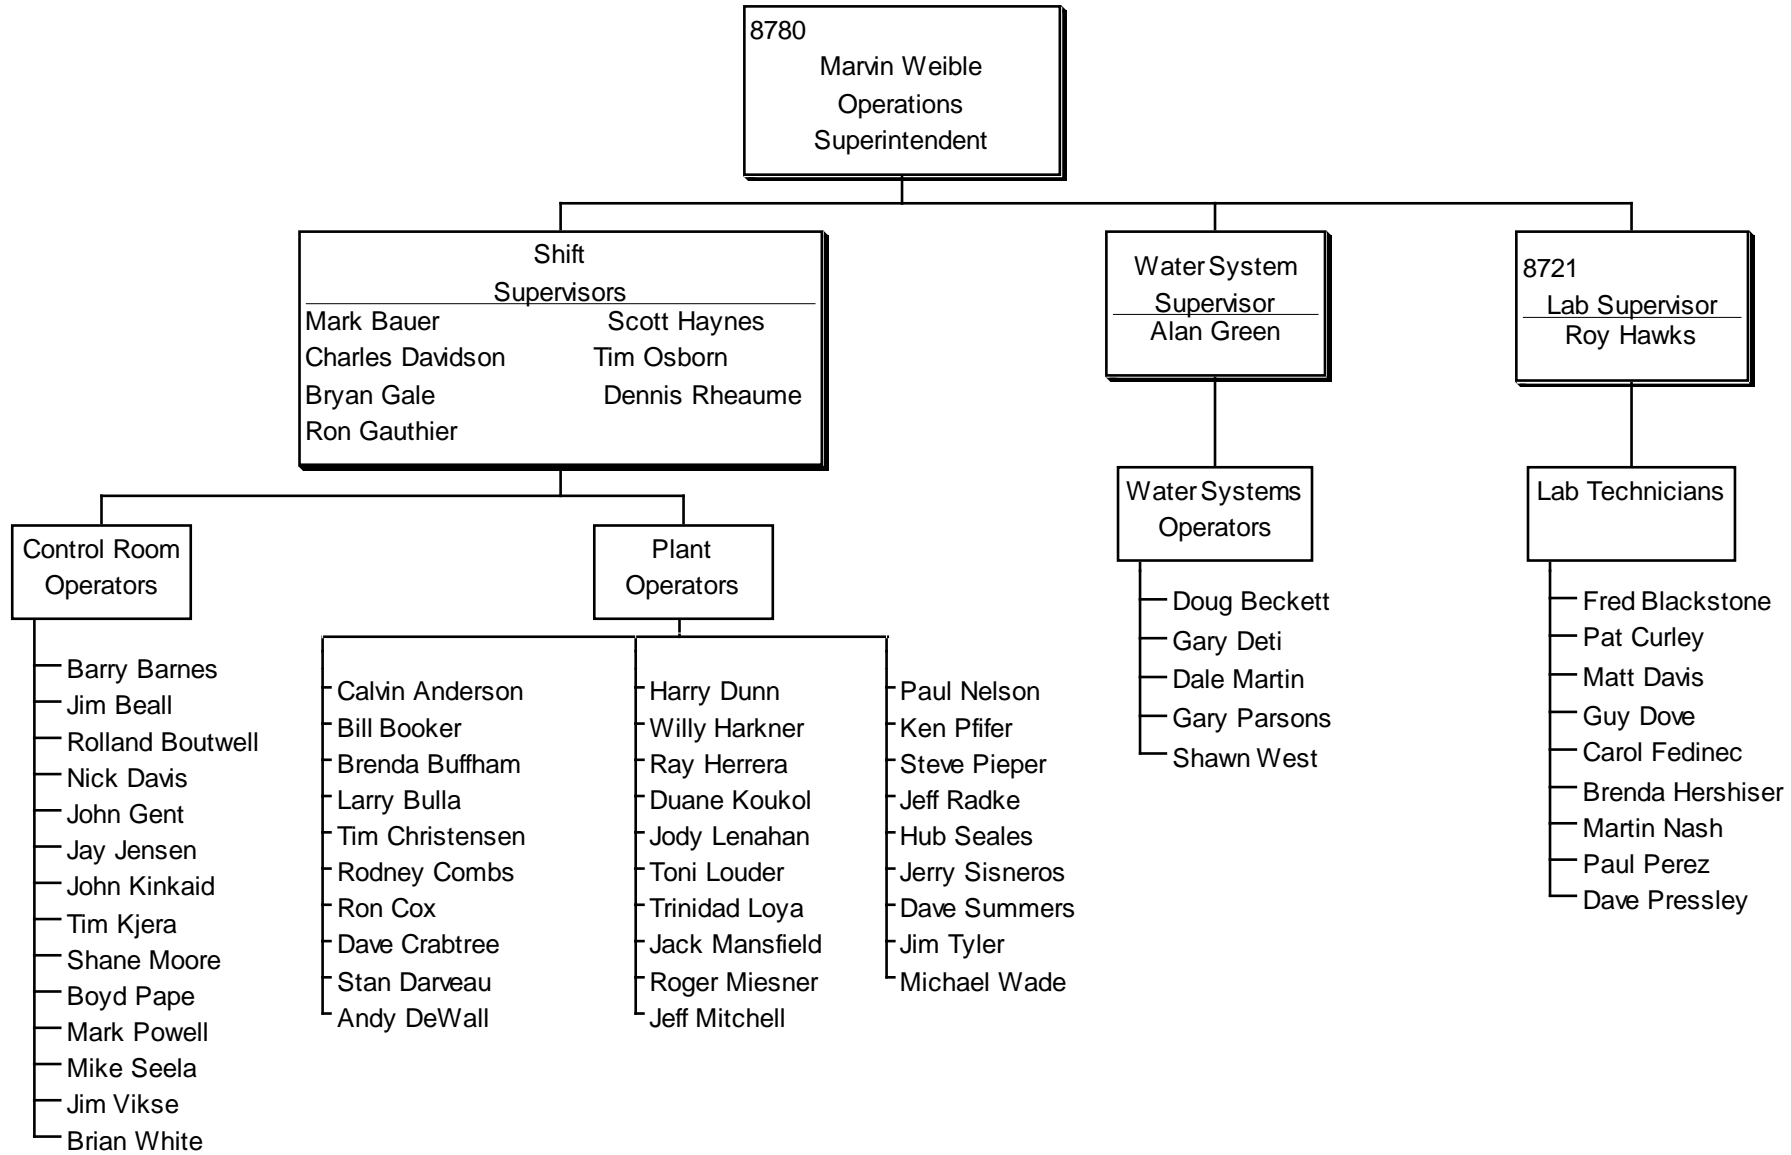 8780
Marvin Weible
Operations
Superintendent
Shift
Supervisors
Mark Bauer
Scott Haynes
Charles Davidson
Tim Osborn
Bryan Gale
Dennis Rheaume
Ron Gauthier
Water System
Supervisor
Alan Green
8721
Lab Supervisor
Roy Hawks
Control Room
Operators
Barry Barnes
Jim Beall
Rolland Boutwell
Nick Davis
John Gent
Jay Jensen
John Kinkaid
Tim Kjera
Shane Moore
Boyd Pape
Mark Powell
Mike Seela
Jim Vikse
Brian White
Plant
Operators
Calvin Anderson
Bill Booker
Brenda Buffham
Larry Bulla
Tim Christensen
Rodney Combs
Ron Cox
Dave Crabtree
Stan Darveau
Andy DeWall
Harry Dunn
Willy Harkner
Ray Herrera
Duane Koukol
Jody Lenahan
Toni Louder
Trinidad Loya
Jack Mansfield
Roger Miesner
Jeff Mitchell
Paul Nelson
Ken Pfifer
Steve Pieper
Jeff Radke
Hub Seales
Jerry Sisneros
Dave Summers
Jim Tyler
Michael Wade
Water Systems
Operators
Doug Beckett
Gary Deti
Dale Martin
Gary Parsons
Shawn West
Lab Technicians
Fred Blackstone
Pat Curley
Matt Davis
Guy Dove
Carol Fedinec
Brenda Hershiser
Martin Nash
Paul Perez
Dave Pressley